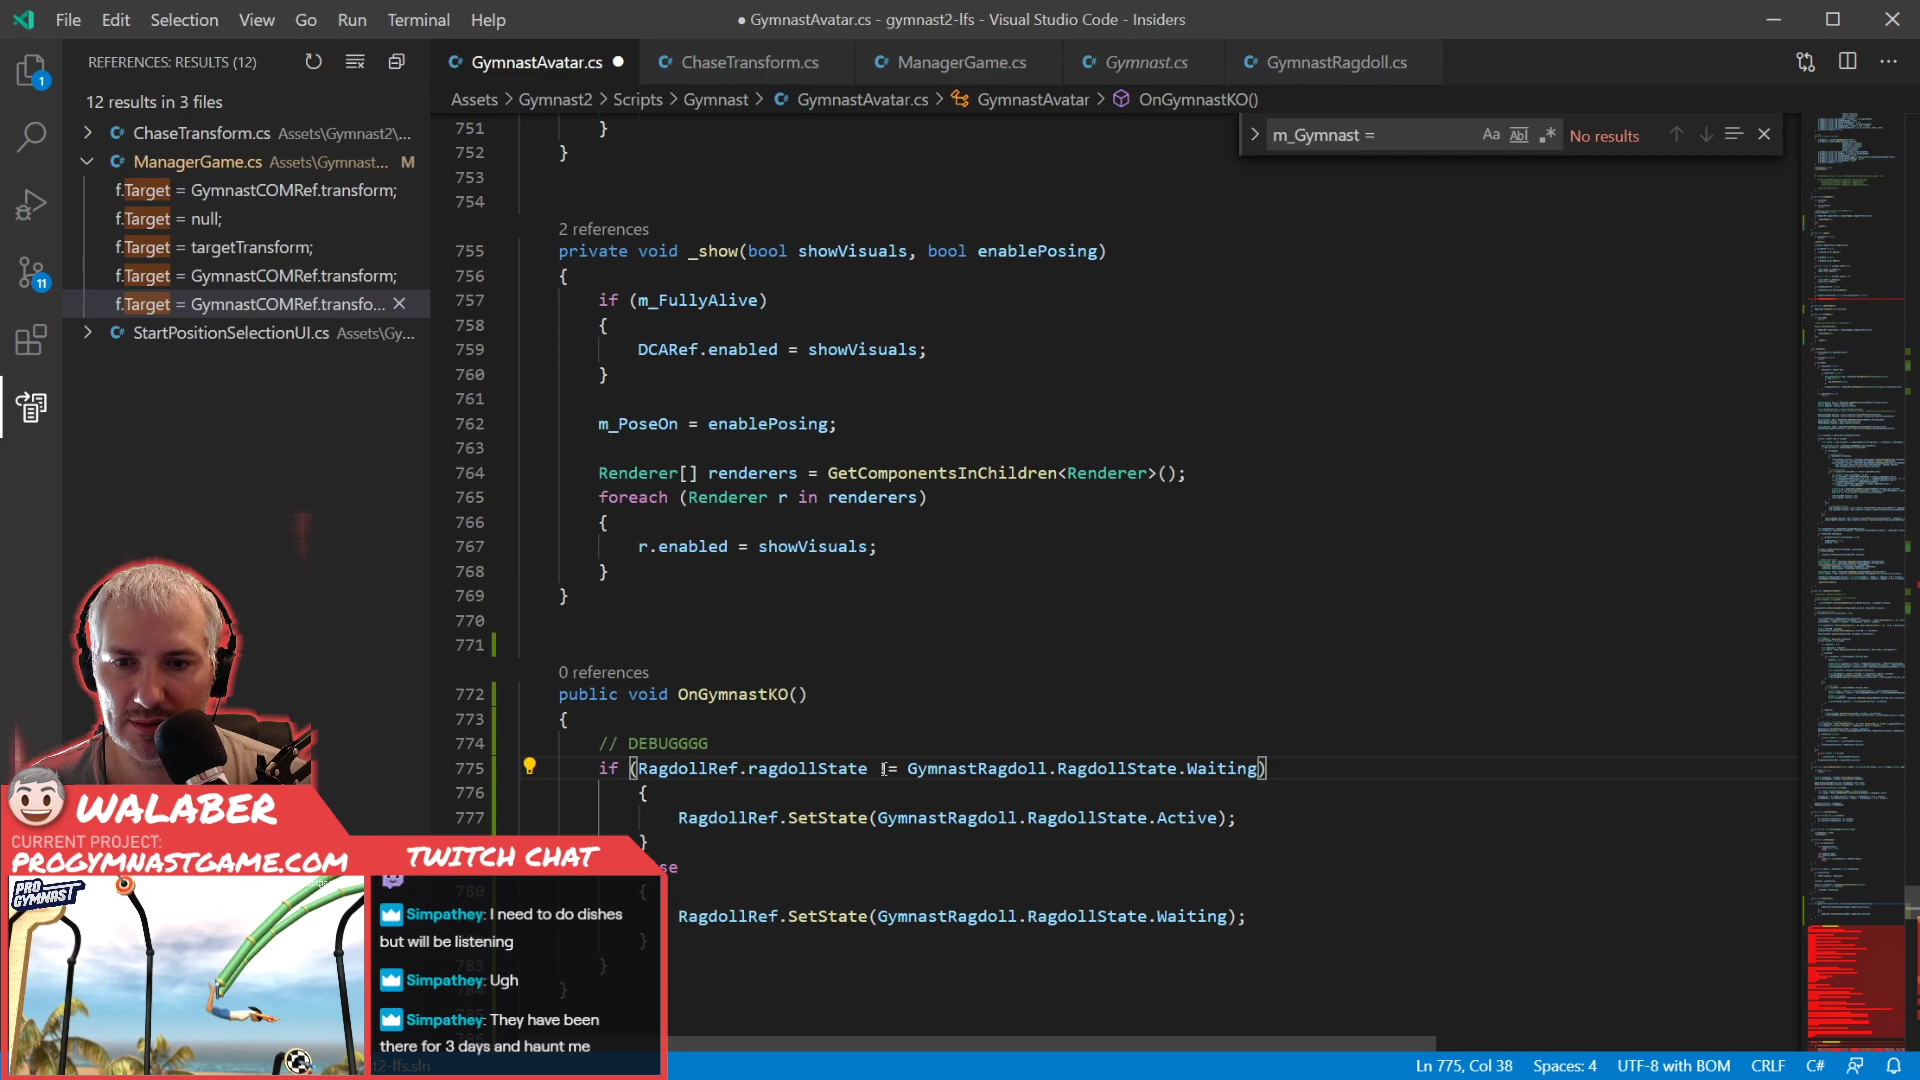 File Edit Selection View Go Run Terminal Help
● GymnastAvatar.cs - gymnast2-lfs - Visual Studio Code - Insiders
REFERENCES: RESULTS (12)
GymnastAvatar.cs ChaseTransform.cs ManagerGame.cs Gymnast.cs GymnastRagdoll.cs
12 results in 3 files
ChaseTransform.cs Assets\Gymnast2\...
ManagerGame.cs Assets\Gymnast... M
f.Target = GymnastCOMRef.transform;
f.Target = null;
f.Target = targetTransform;
f.Target = GymnastCOMRef.transform;
f.Target = GymnastCOMRef.transfo...
StartPositionSelectionUI.cs Assets\Gy...
1
11
Assets > Gymnast2 > Scripts > Gymnast > GymnastAvatar.cs > GymnastAvatar > OnGymnastKO()
m_Gymnast = Aa Abl .* No results
751 }
752 }
753
754
2 references
755 private void _show(bool showVisuals, bool enablePosing)
756 {
757 if (m_FullyAlive)
758 {
759 DCARef.enabled = showVisuals;
760 }
761
762 m_PoseOn = enablePosing;
763
764 Renderer[] renderers = GetComponentsInChildren<Renderer>();
765 foreach (Renderer r in renderers)
766 {
767 r.enabled = showVisuals;
768 }
769 }
770
771
0 references
772 public void OnGymnastKO()
773 {
774 // DEBUGGGG
775 if (RagdollRef.ragdollState != GymnastRagdoll.RagdollState.Waiting)
776 {
777 RagdollRef.SetState(GymnastRagdoll.RagdollState.Active);
}
se
{
RagdollRef.SetState(GymnastRagdoll.RagdollState.Waiting);
}
}
}
WALABER
CURRENT PROJECT:
PROGYMNASTGAME.COM
PRO GYMNAST
TWITCH CHAT
Simpathey: I need to do dishes
but will be listening
Simpathey: Ugh
Simpathey: They have been
there for 3 days and haunt me
t2-lfs.sln
Ln 775, Col 38 Spaces: 4 UTF-8 with BOM CRLF C#